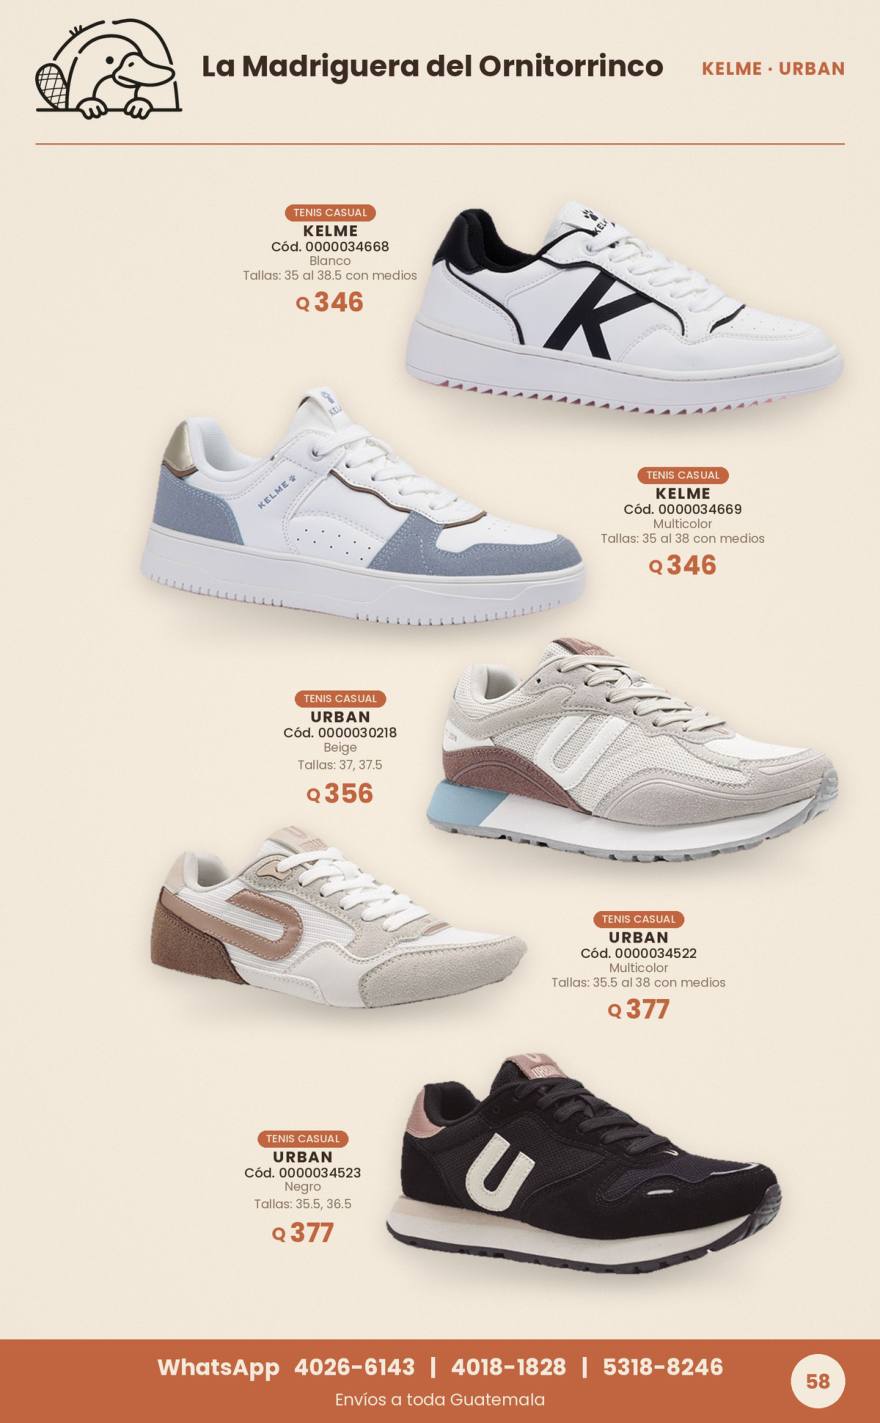 La Madriguera del Ornitorrinco
KELME · URBAN
TENIS CASUAL
KELME
Cód. 0000034668
Blanco
Tallas: 35 al 38.5 con medios
Q 346
K
KELME
KELME
TENIS CASUAL
KELME
Cód. 0000034669
Multicolor
Tallas: 35 al 38 con medios
Q 346
TENIS CASUAL
URBAN
Cód. 0000030218
Beige
Tallas: 37, 37.5
Q 356
TENIS CASUAL
URBAN
Cód. 0000034522
Multicolor
Tallas: 35.5 al 38 con medios
Q 377
TENIS CASUAL
URBAN
Cód. 0000034523
Negro
Tallas: 35.5, 36.5
Q 377
U
WhatsApp 4026-6143 | 4018-1828 | 5318-8246
Envíos a toda Guatemala
58